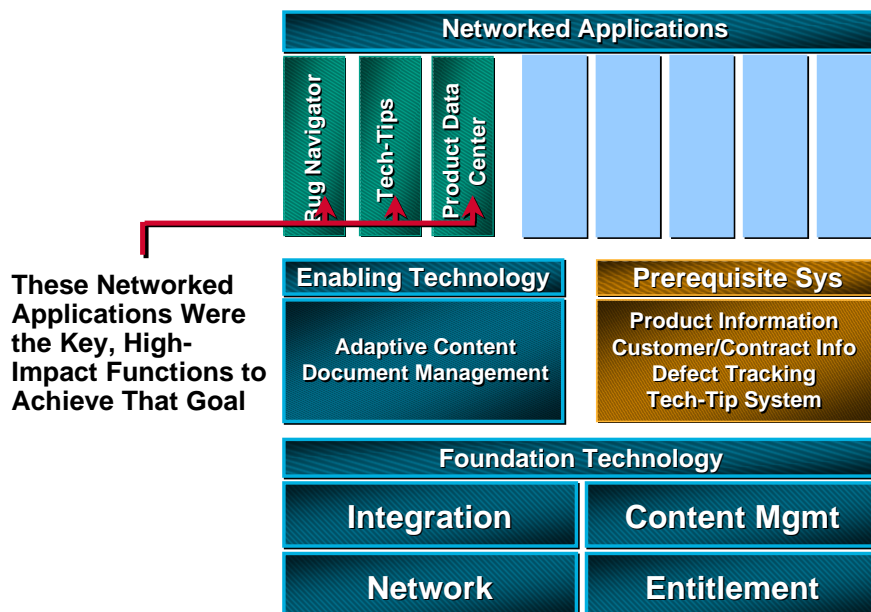 Networked Applications
Bug Navigator
Tech-Tips
Product Data
Center
These Networked
Applications Were
the Key, High-
Impact Functions to
Achieve That Goal
Enabling Technology
Adaptive Content
Document Management
Prerequisite Sys
Product Information
Customer/Contract Info
Defect Tracking
Tech-Tip System
Foundation Technology
Integration
Content Mgmt
Network
Entitlement